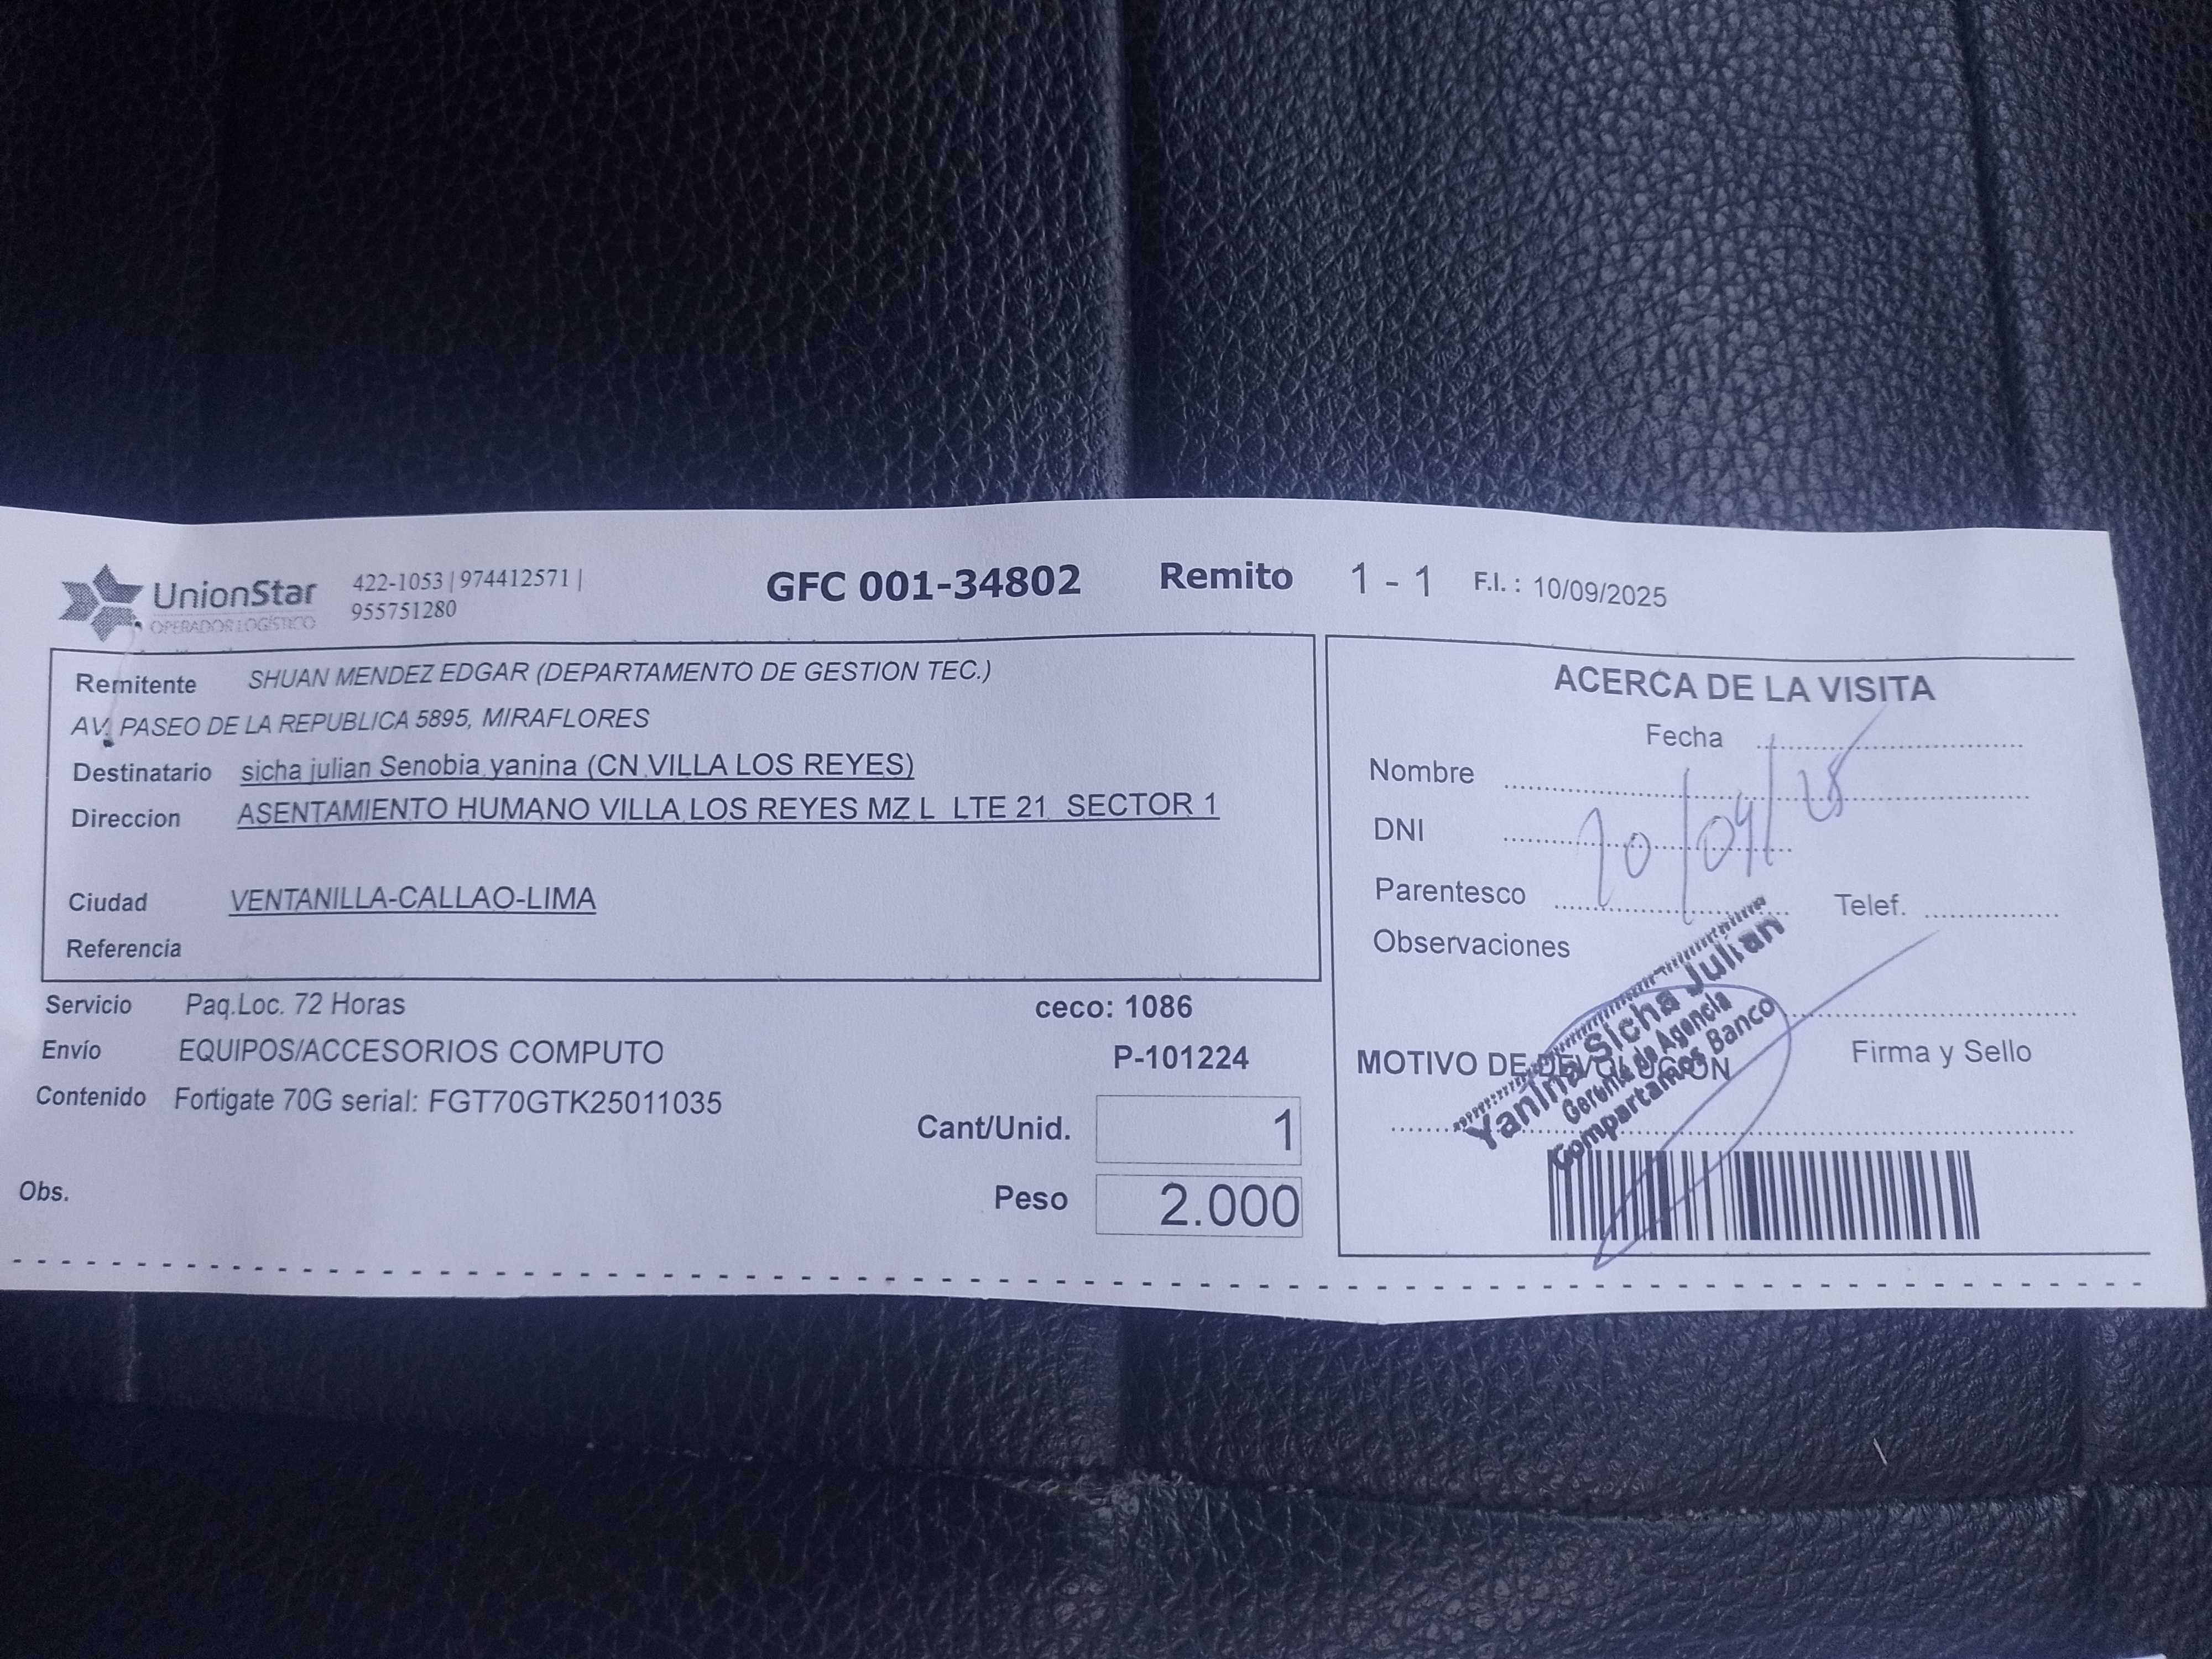 UnionStar
OPERADOR LOGÍSTICO
422-1053 | 974412571 |
955751280
GFC 001-34802 Remito 1 - 1 F.I. : 10/09/2025
Remitente SHUAN MENDEZ EDGAR (DEPARTAMENTO DE GESTION TEC.)
AV. PASEO DE LA REPUBLICA 5895, MIRAFLORES
Destinatario sicha julian Senobia yanina (CN VILLA LOS REYES)
Direccion ASENTAMIENTO HUMANO VILLA LOS REYES MZ L LTE 21 SECTOR 1
Ciudad VENTANILLA-CALLAO-LIMA
Referencia
Servicio Paq.Loc. 72 Horas ceco: 1086
Envío EQUIPOS/ACCESORIOS COMPUTO P-101224
Contenido Fortigate 70G serial: FGT70GTK25011035
Cant/Unid. 1
Peso 2.000
Obs.
ACERCA DE LA VISITA
Fecha
Nombre
DNI
10/09/25
Parentesco Telef.
Observaciones
Yanina Sicha Julian
Gerente de Agencia
Compartamos Banco
MOTIVO DE DEVOLUCION
Firma y Sello